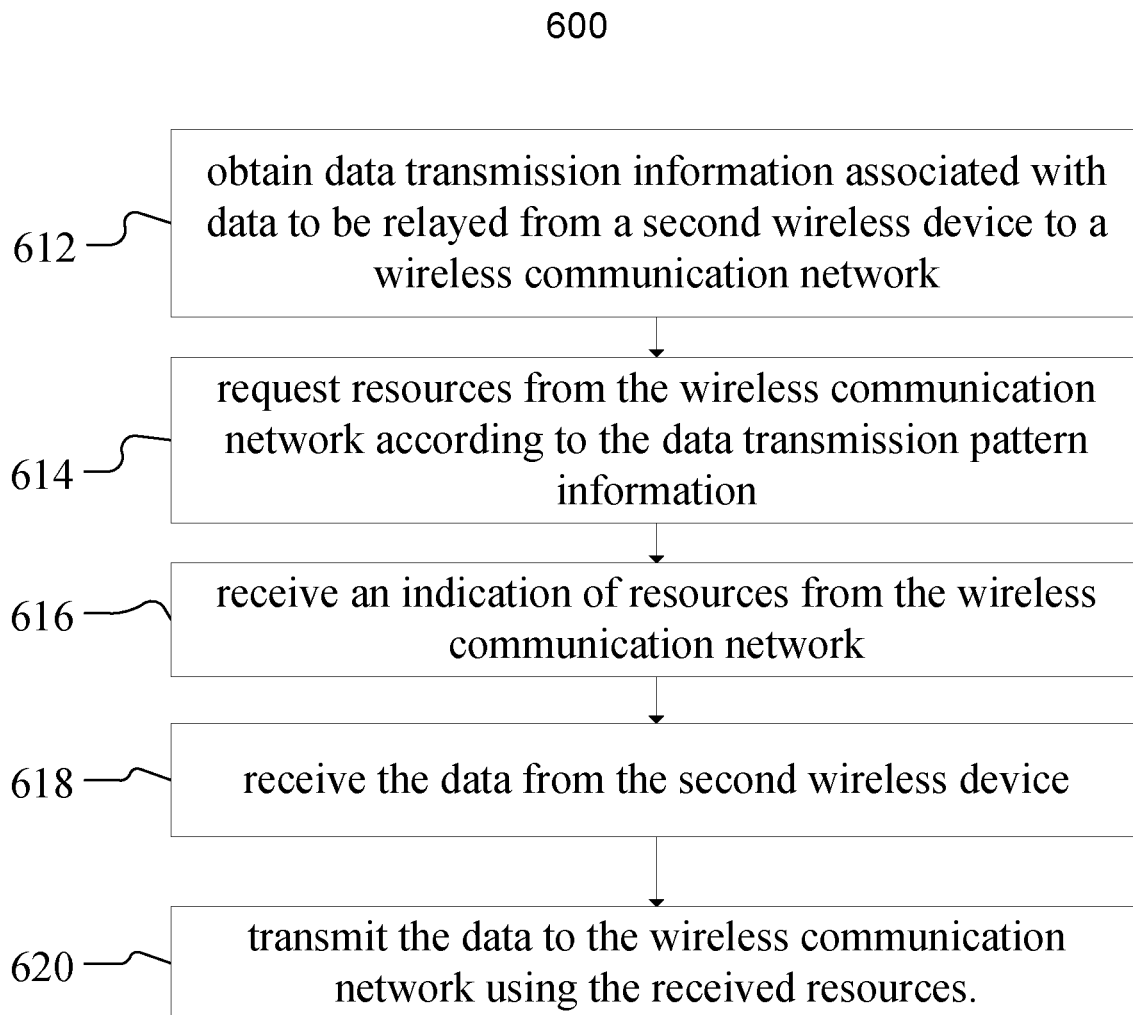 600
obtain data transmission information associated with
data to be relayed from a second wireless device to a
wireless communication network
612
request resources from the wireless communication
network according to the data transmission pattern
information
614
receive an indication of resources from the wireless
communication network
616
receive the data from the second wireless device
618
transmit the data to the wireless communication
network using the received resources.
620